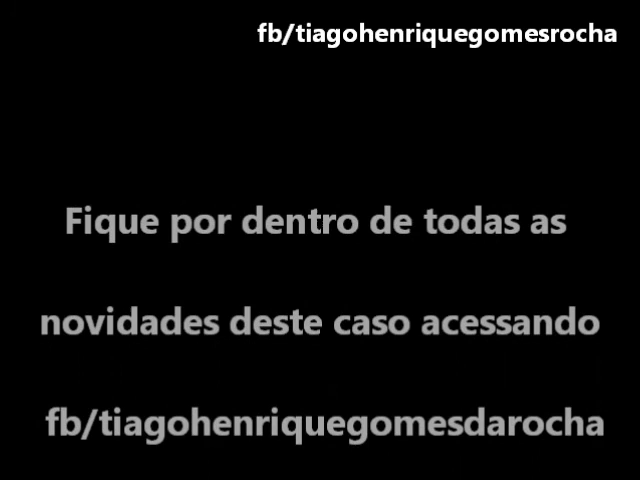 fb/tiagohenriquegomesrocha
Fique por dentro de todas as
novidades deste caso acessando
fb/tiagohenriquegomesdarocha